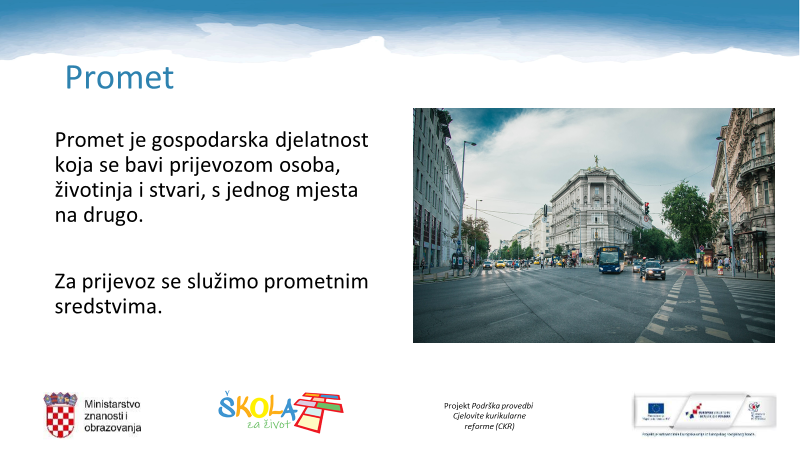 Promet
Promet je gospodarska djelatnost
koja se bavi prijevozom osoba,
životinja i stvari, s jednog mjesta
na drugo.
Za prijevoz se služimo prometnim
sredstvima.
Ministarstvo
znanosti i
obrazovanja
ŠKOLA
za život
Projekt Podrška provedbi
Cjelovite kurikularne
reforme (CKR)